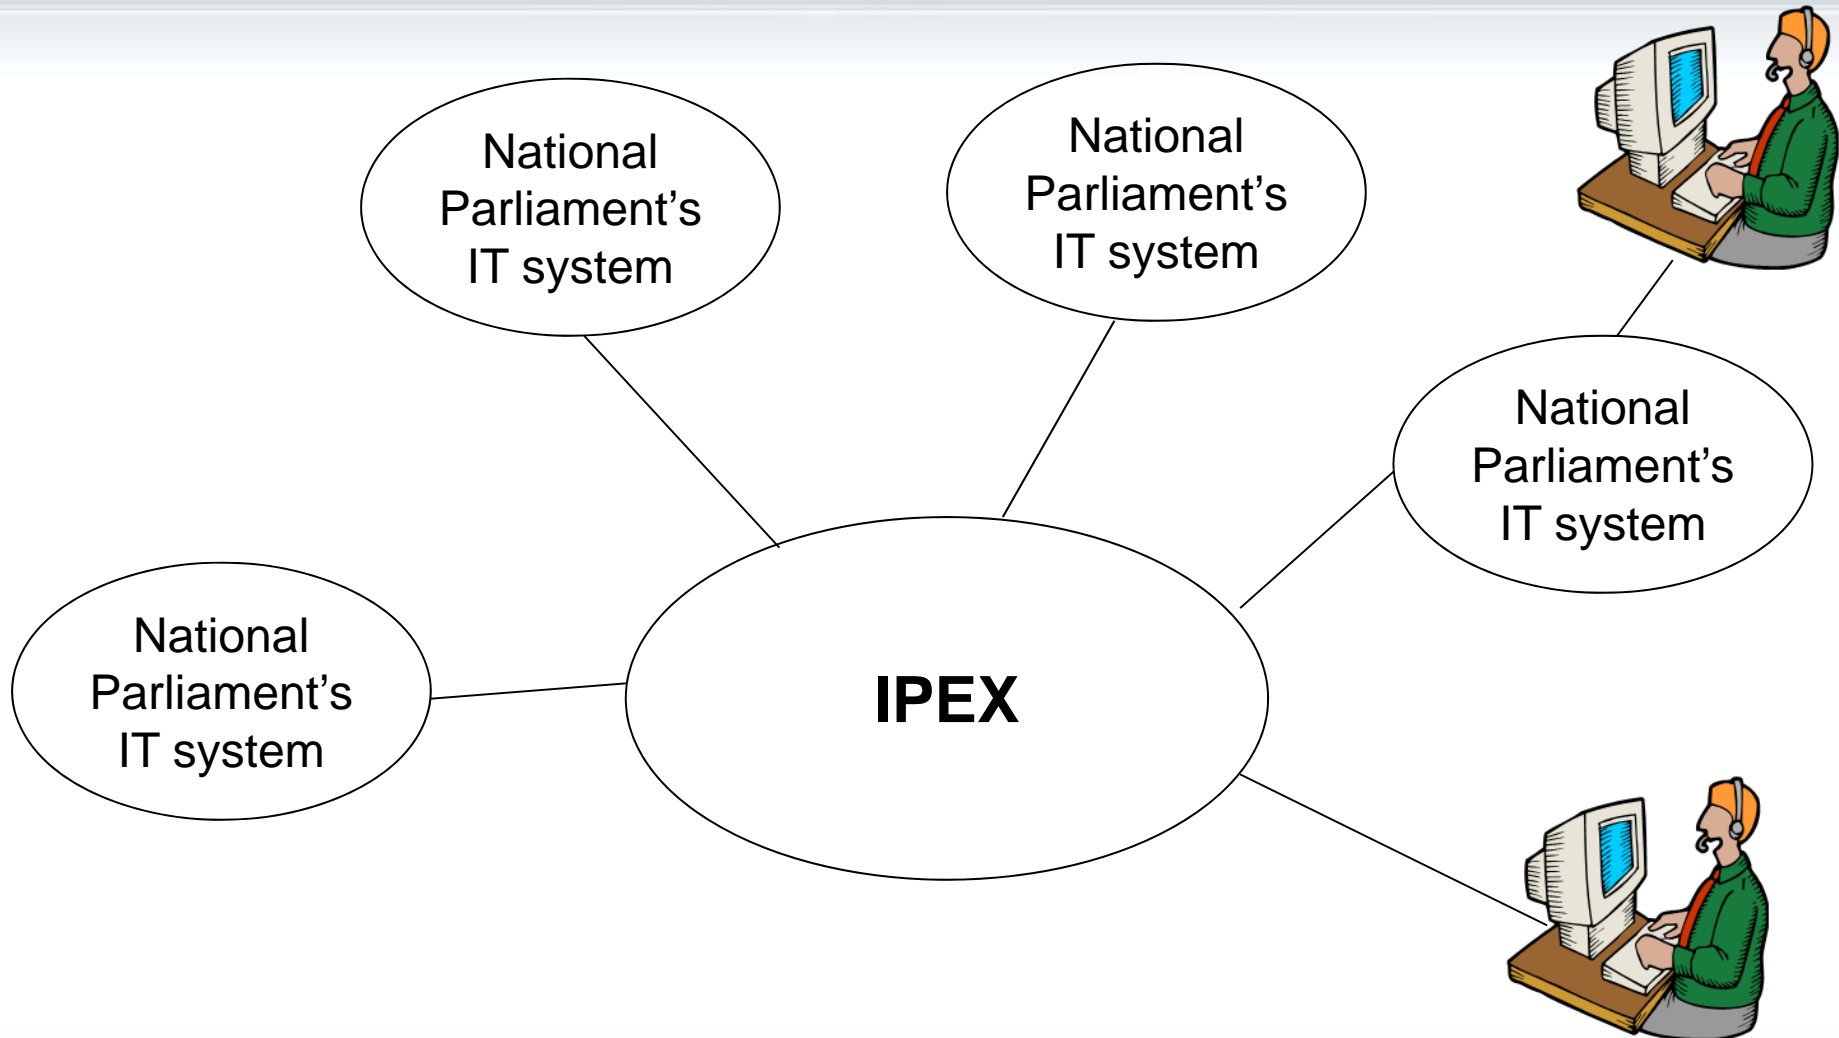 National
Parliament’s
IT system
National
Parliament’s
IT system
National
Parliament’s
IT system
National
Parliament’s
IT system
IPEX